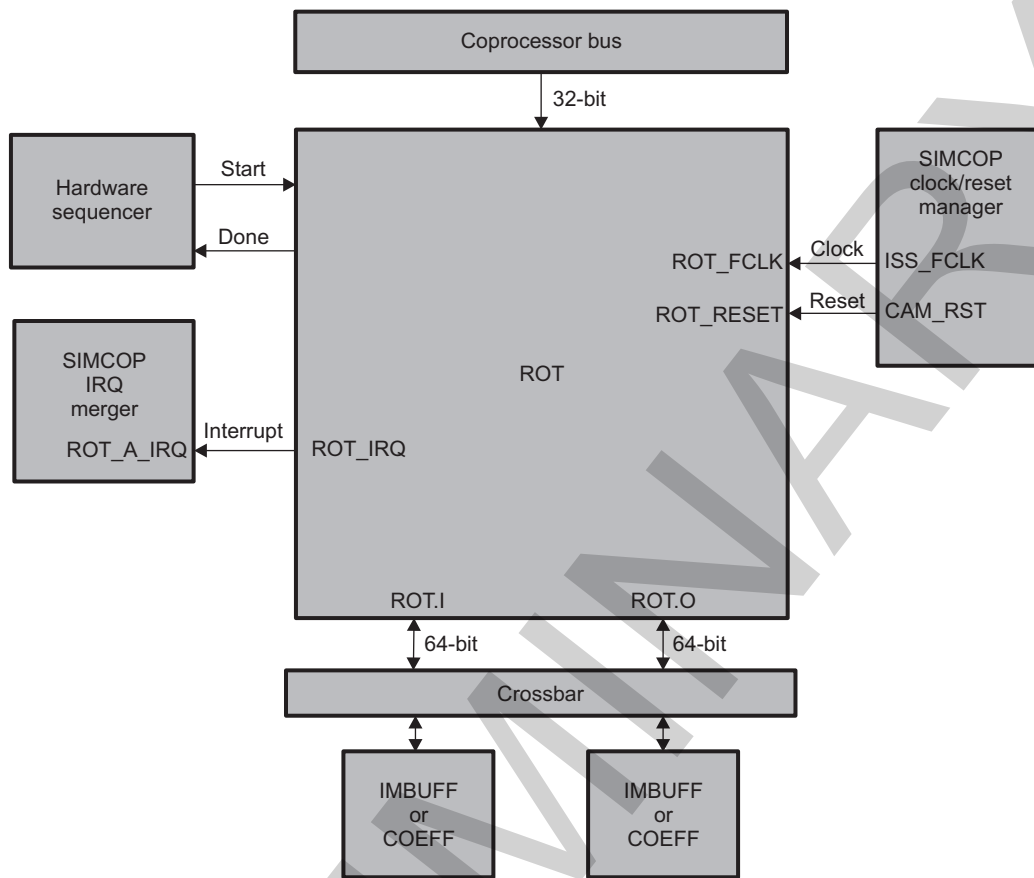 Coprocessor bus
32-bit
Hardware
sequencer
Start
Done
SIMCOP
clock/reset
manager
ROT_FCLK
Clock
ISS_FCLK
ROT_RESET
Reset
CAM_RST
ROT
SIMCOP
IRQ
merger
ROT_A_IRQ
Interrupt
ROT_IRQ
ROT.I
ROT.O
64-bit
64-bit
Crossbar
IMBUFF
or
COEFF
IMBUFF
or
COEFF
MINARY